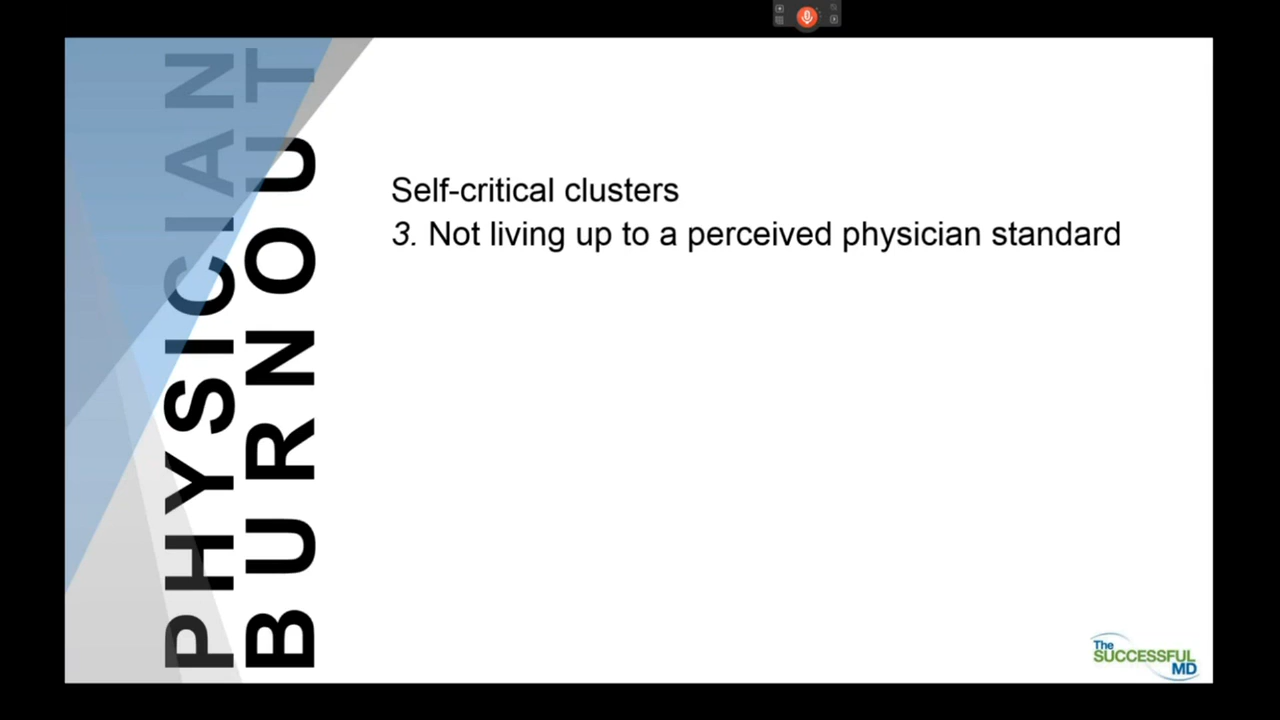 PHYSICIAN
BURNOUT
Self-critical clusters
3. Not living up to a perceived physician standard
The
SUCCESSFUL
MD